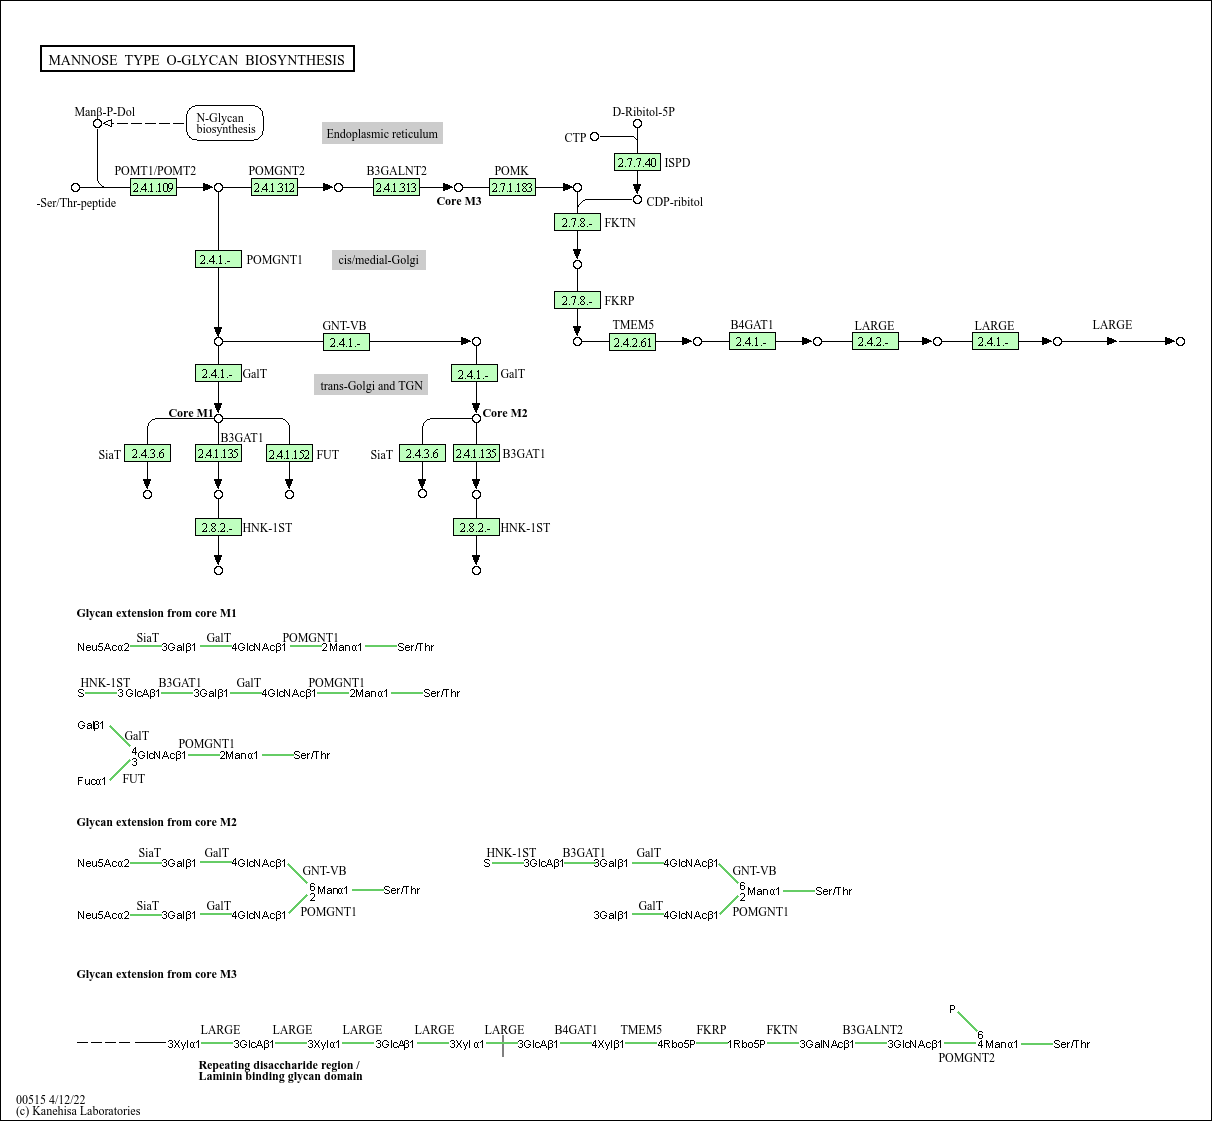 MANNOSE TYPE O-GLYCAN BIOSYNTHESIS
Manβ-P-Dol
N-Glycan
biosynthesis
Endoplasmic reticulum
D-Ribitol-5P
CTP
2.7.7.40 ISPD
POMT1/POMT2 POMGNT2 B3GALNT2 POMK
2.4.1.109 2.4.1.312 2.4.1.313 2.7.1.183
-Ser/Thr-peptide
Core M3
CDP-ribitol
2.7.8.- FKTN
2.4.1.- POMGNT1
cis/medial-Golgi
2.7.8.- FKRP
GNT-VB TMEM5 B4GAT1 LARGE LARGE LARGE
2.4.1.- 2.4.2.61 2.4.1.- 2.4.2.- 2.4.1.-
2.4.1.- GalT
trans-Golgi and TGN
2.4.1.- GalT
Core M1 Core M2
B3GAT1
SiaT 2.4.3.6 2.4.1.135 2.4.1.152 FUT SiaT 2.4.3.6 2.4.1.135 B3GAT1
2.8.2.- HNK-1ST 2.8.2.- HNK-1ST
Glycan extension from core M1
SiaT GalT POMGNT1
Neu5Acα2 3Galβ1 4GlcNAcβ1 2Manα1 Ser/Thr
HNK-1ST B3GAT1 GalT POMGNT1
S 3GlcAβ1 3Galβ1 4GlcNAcβ1 2Manα1 Ser/Thr
Galβ1
GalT
POMGNT1
4
3
GlcNAcβ1 2Manα1 Ser/Thr
FUT
Fucα1
Glycan extension from core M2
SiaT GalT
Neu5Acα2 3Galβ1 4GlcNAcβ1
GNT-VB
6
2
Manα1 Ser/Thr
SiaT GalT POMGNT1
Neu5Acα2 3Galβ1 4GlcNAcβ1
HNK-1ST B3GAT1 GalT
S 3GlcAβ1 3Galβ1 4GlcNAcβ1
GNT-VB
6
2
Manα1 Ser/Thr
GalT POMGNT1
3Galβ1 4GlcNAcβ1
Glycan extension from core M3
P
LARGE LARGE LARGE LARGE LARGE B4GAT1 TMEM5 FKRP FKTN B3GALNT2
6
3Xylα1 3GlcAβ1 3Xylα1 3GlcAβ1 3Xylα1 3GlcAβ1 4Xylβ1 4Rbo5P 1Rbo5P 3GalNAcβ1 3GlcNAcβ1 4 Manα1 Ser/Thr
POMGNT2
Repeating disaccharide region /
Laminin binding glycan domain
00515 4/12/22
(c) Kanehisa Laboratories